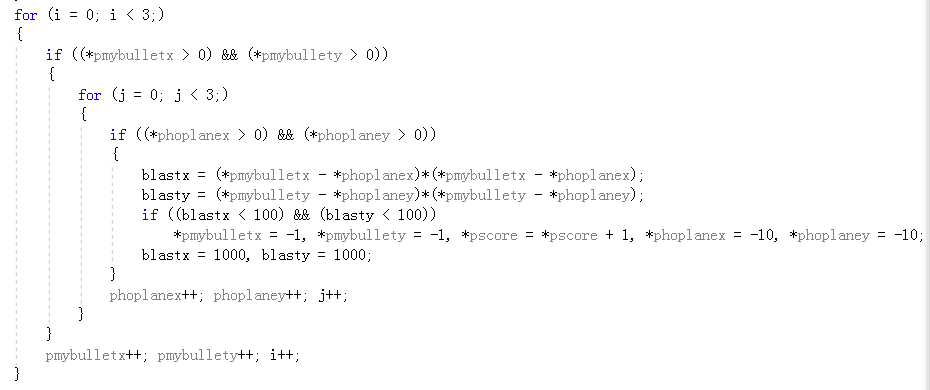 for (i = 0; i < 3;)
{
if ((*pmybulletx > 0) && (*pmybullety > 0))
{
for (j = 0; j < 3;)
{
if ((*phoplanex > 0) && (*phoplaney > 0))
{
blastx = (*pmybulletx - *phoplanex)*(*pmybulletx - *phoplanex);
blasty = (*pmybullety - *phoplaney)*(*pmybullety - *phoplaney);
if ((blastx < 100) && (blasty < 100))
*pmybulletx = -1, *pmybullety = -1, *pscore = *pscore + 1, *phoplanex = -10, *phoplaney = -10;
blastx = 1000, blasty = 1000;
}
phoplanex++; phoplaney++; j++;
}
}
pmybulletx++; pmybullety++; i++;
}